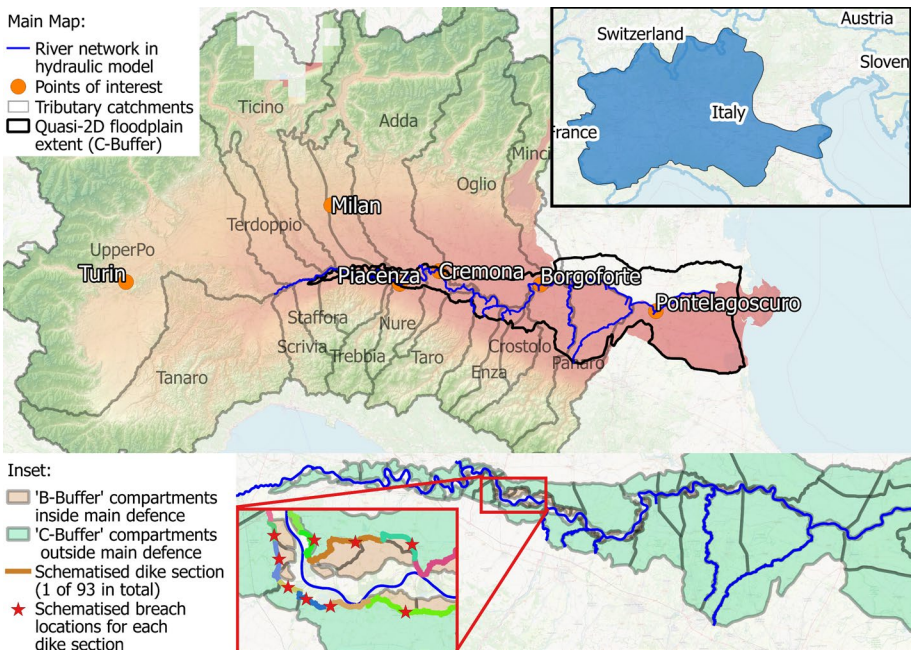 Main Map:
River network in
hydraulic model
Points of interest
Tributary catchments
Quasi-2D floodplain
extent (C-Buffer)
Ticino
Adda
Minci
Oglio
Milan
Terdoppio
UpperPo
Turin
Piacenza
Cremona
Borgoforte
Pontelagoscuro
Staffora
Nure
Scrivia
Trebbia
Taro
Crostolo
Enza
Panaro
Tanaro
Austria
Switzerland
Sloven
Italy
France
Inset:
'B-Buffer' compartments
inside main defence
'C-Buffer' compartments
outside main defence
Schematised dike section
(1 of 93 in total)
Schematised breach
locations for each
dike section